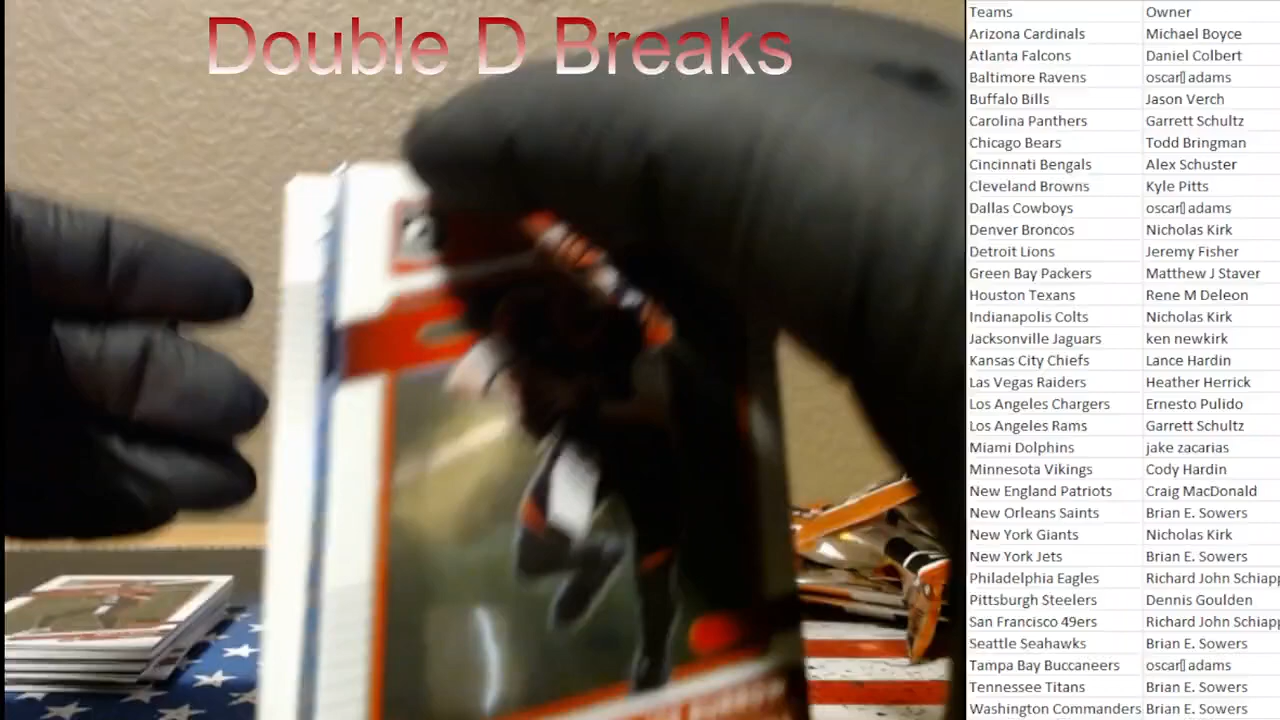 Double D Breaks
Teams Owner
Arizona Cardinals Michael Boyce
Atlanta Falcons Daniel Colbert
Baltimore Ravens oscar▯ adams
Buffalo Bills Jason Verch
Carolina Panthers Garrett Schultz
Chicago Bears Todd Bringman
Cincinnati Bengals Alex Schuster
Cleveland Browns Kyle Pitts
Dallas Cowboys oscar▯ adams
Denver Broncos Nicholas Kirk
Detroit Lions Jeremy Fisher
Green Bay Packers Matthew J Staver
Houston Texans Rene M Deleon
Indianapolis Colts Nicholas Kirk
Jacksonville Jaguars ken newkirk
Kansas City Chiefs Lance Hardin
Las Vegas Raiders Heather Herrick
Los Angeles Chargers Ernesto Pulido
Los Angeles Rams Garrett Schultz
Miami Dolphins jake zacarias
Minnesota Vikings Cody Hardin
New England Patriots Craig MacDonald
New Orleans Saints Brian E. Sowers
New York Giants Nicholas Kirk
New York Jets Brian E. Sowers
Philadelphia Eagles Richard John Schiapp
Pittsburgh Steelers Dennis Goulden
San Francisco 49ers Richard John Schiapp
Seattle Seahawks Brian E. Sowers
Tampa Bay Buccaneers oscar▯ adams
Tennessee Titans Brian E. Sowers
Washington Commanders Brian E. Sowers